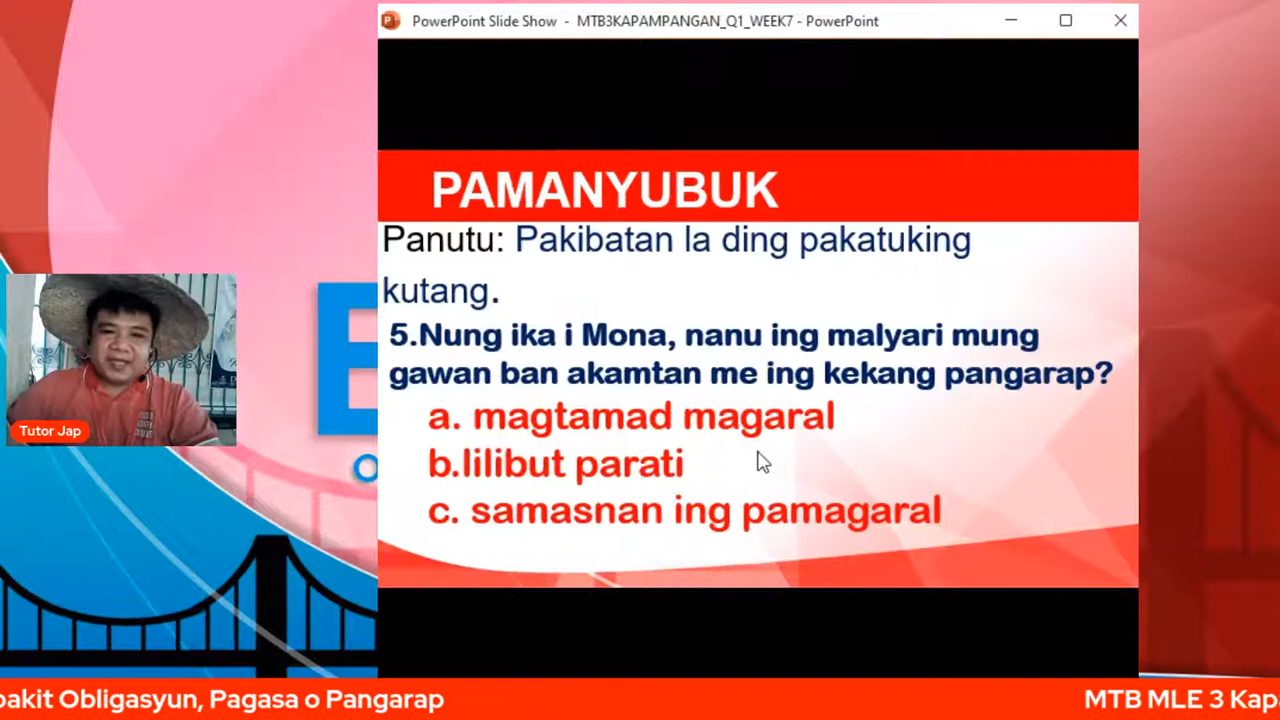 PowerPoint Slide Show - MTB3KAPAMPANGAN_Q1_WEEK7 - PowerPoint
PAMANYUBUK
Panutu: Pakibatan la ding pakatuking
kutang.
5.Nung ika i Mona, nanu ing malyari mung
gawan ban akamtan me ing kekang pangarap?
a. magtamad magaral
b.lilibut parati
c. samasnan ing pamagaral
Tutor Jap
Obligasyun, Pagasa o Pangarap
MTB MLE 3